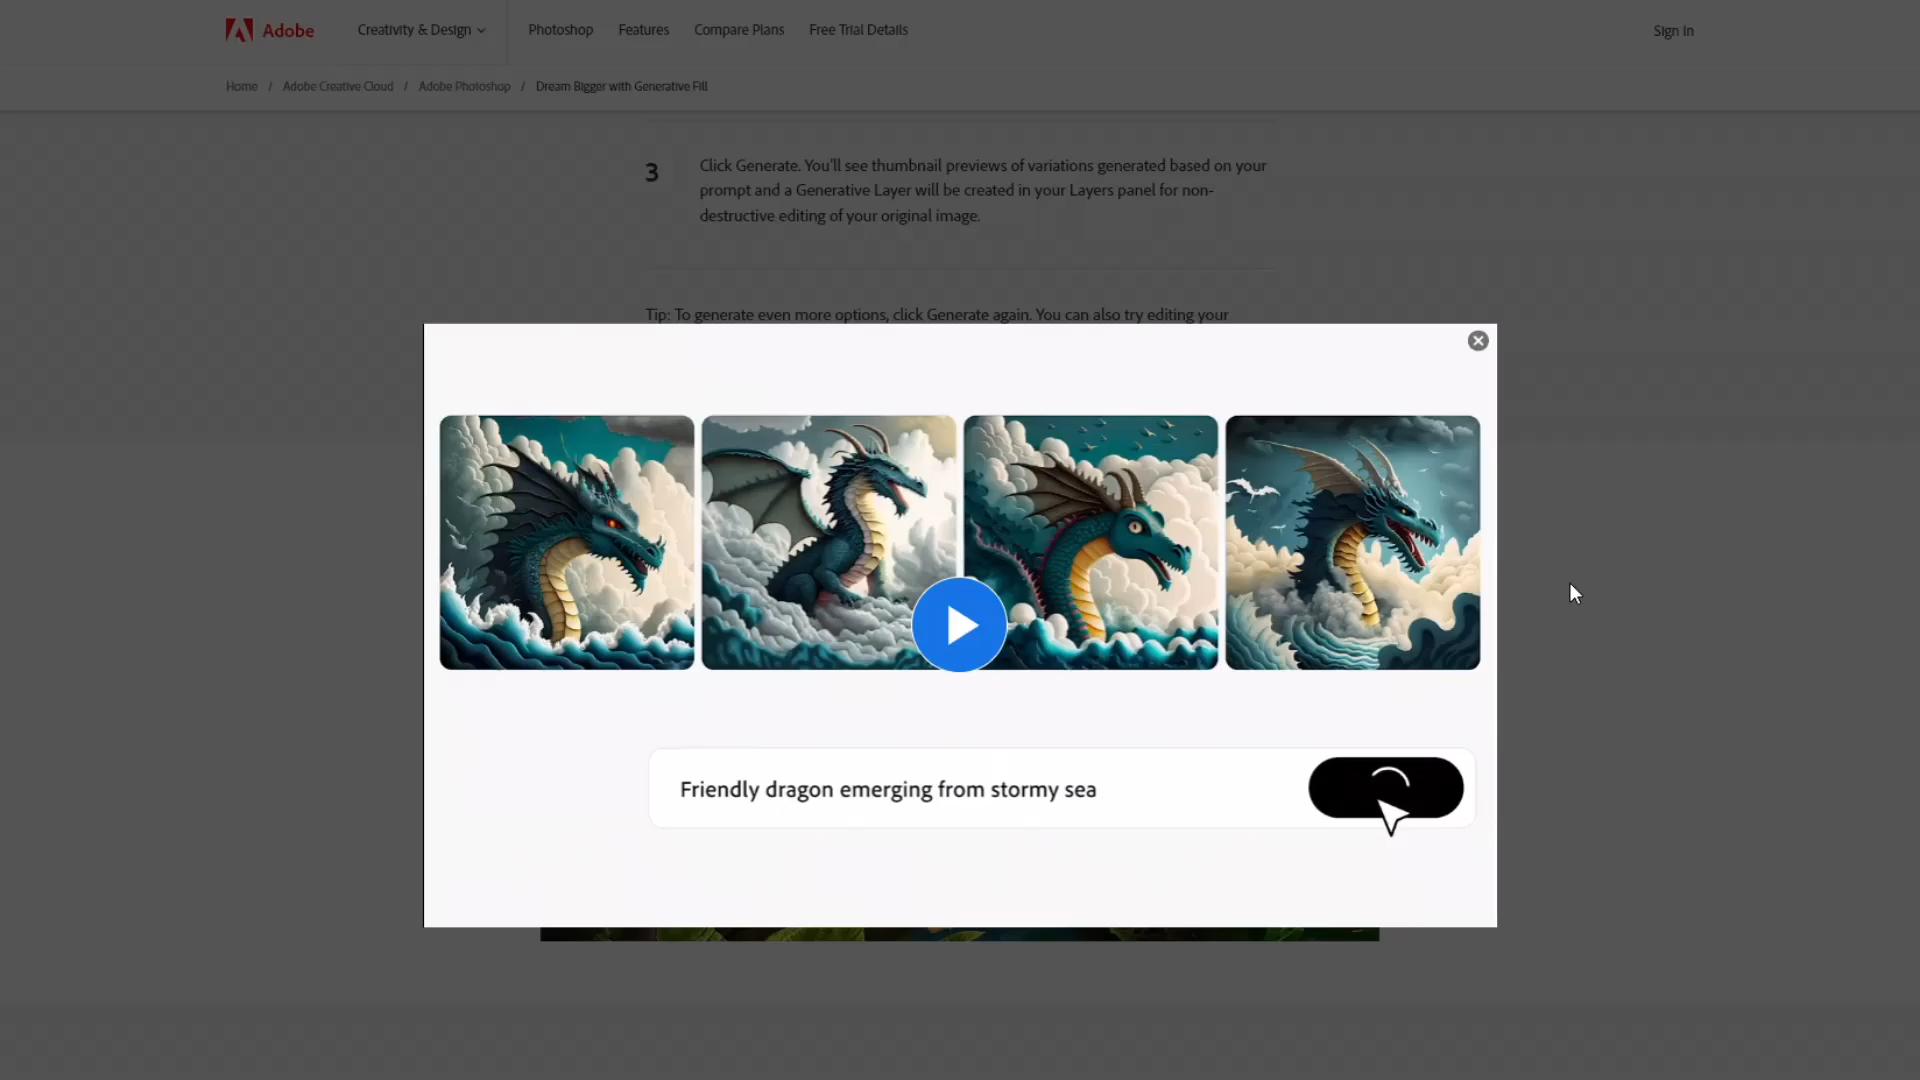 Adobe
Creativity & Design
Photoshop
Features
Compare Plans
Free Trial Details
Sign In
Home / Adobe Creative Cloud / Adobe Photoshop / Dream Bigger with Generative Fill
3
Click Generate. You'll see thumbnail previews of variations generated based on your
prompt and a Generative Layer will be created in your Layers panel for non-
destructive editing of your original image.
Tip: To generate even more options, click Generate again. You can also try editing your
Friendly dragon emerging from stormy sea